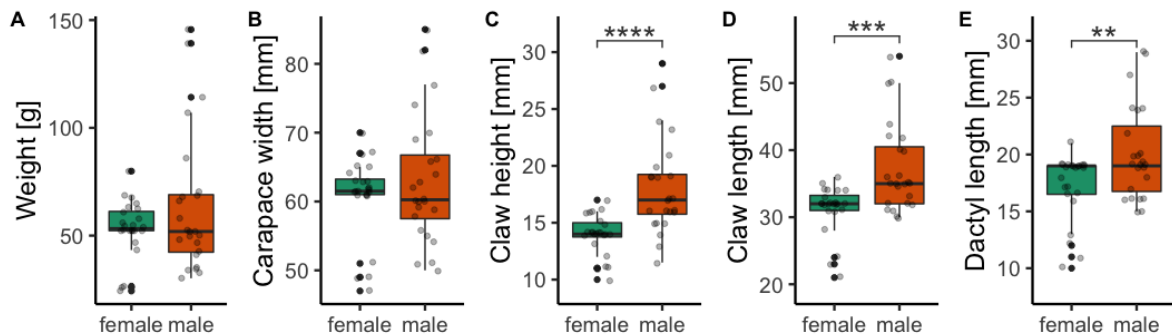 A
Weight [g]
150
100
50
female male
B
Carapace width [mm]
80
70
60
50
female male
C
Claw height [mm]
30
25
20
15
10
****
female male
D
Claw length [mm]
50
40
30
20
***
female male
E
Dactyl length [mm]
30
25
20
15
10
**
female male